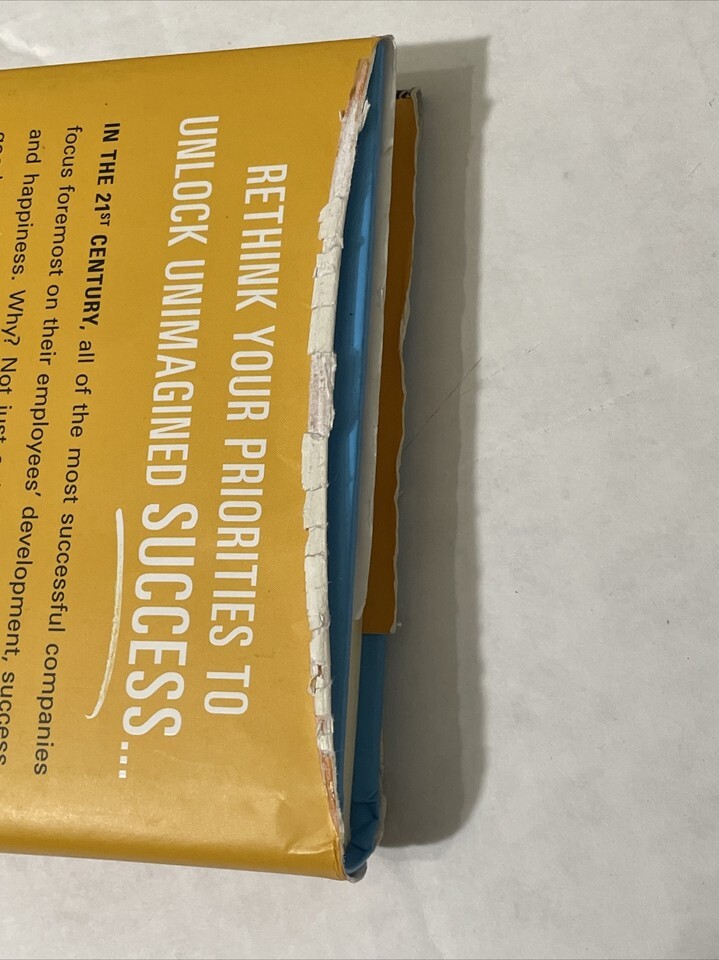 RETHINK YOUR PRIORITIES TO
UNLOCK UNIMAGINED SUCCESS...
IN THE 21ST CENTURY, all of the most successful companies
focus foremost on their employees’ development, success
and happiness. Why? Not just